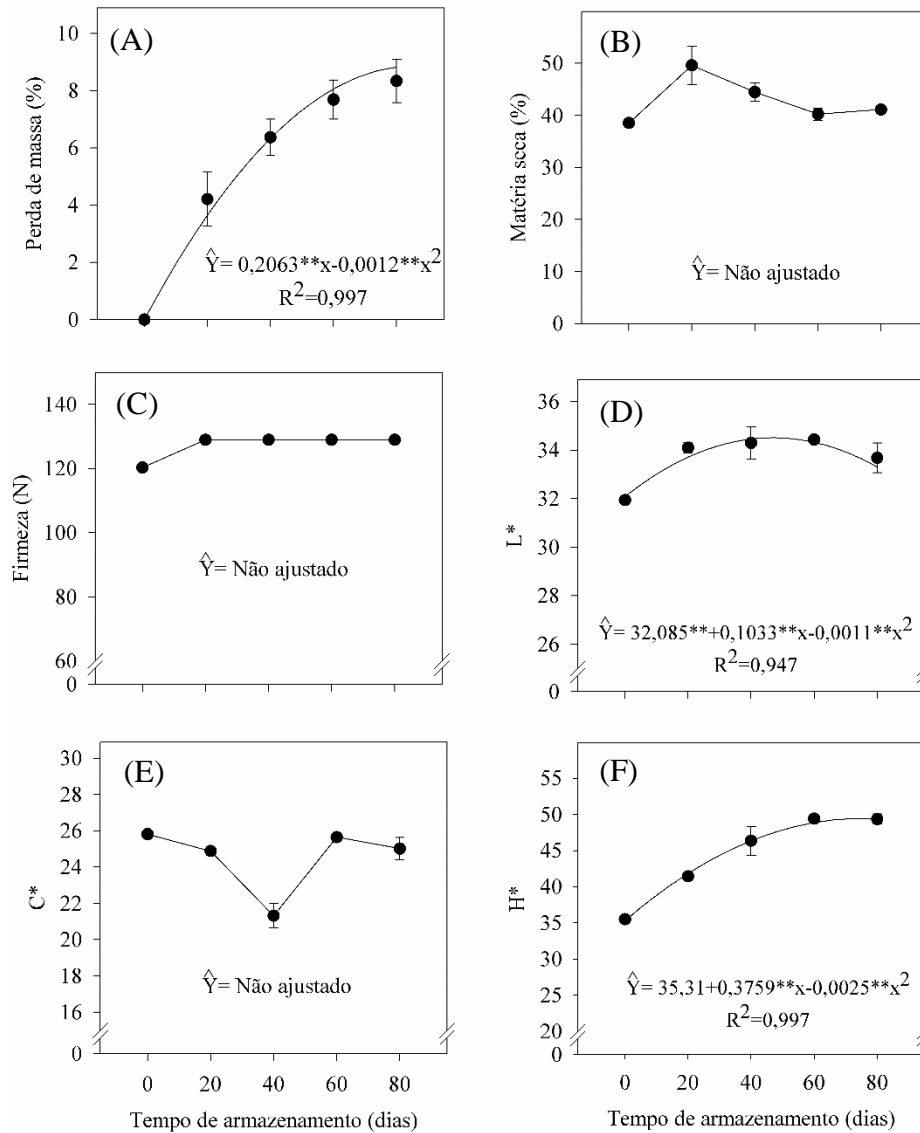 (A)
Perda de massa (%)
10
8
6
4
2
0
Ŷ= 0,2063**x-0,0012**x²
R²=0,997
(B)
Matéria seca (%)
50
40
30
20
10
0
Ŷ= Não ajustado
(C)
Firmeza (N)
140
120
100
80
60
0
Ŷ= Não ajustado
(D)
L*
36
34
32
30
28
26
0
Ŷ= 32,085**+0,1033**x-0,0011**x²
R²=0,947
(E)
C*
30
28
26
24
22
20
18
16
14
0
Ŷ= Não ajustado
0 20 40 60 80
Tempo de armazenamento (dias)
(F)
H*
55
50
45
40
35
30
25
20
0
Ŷ= 35,31+0,3759**x-0,0025**x²
R²=0,997
0 20 40 60 80
Tempo de armazenamento (dias)